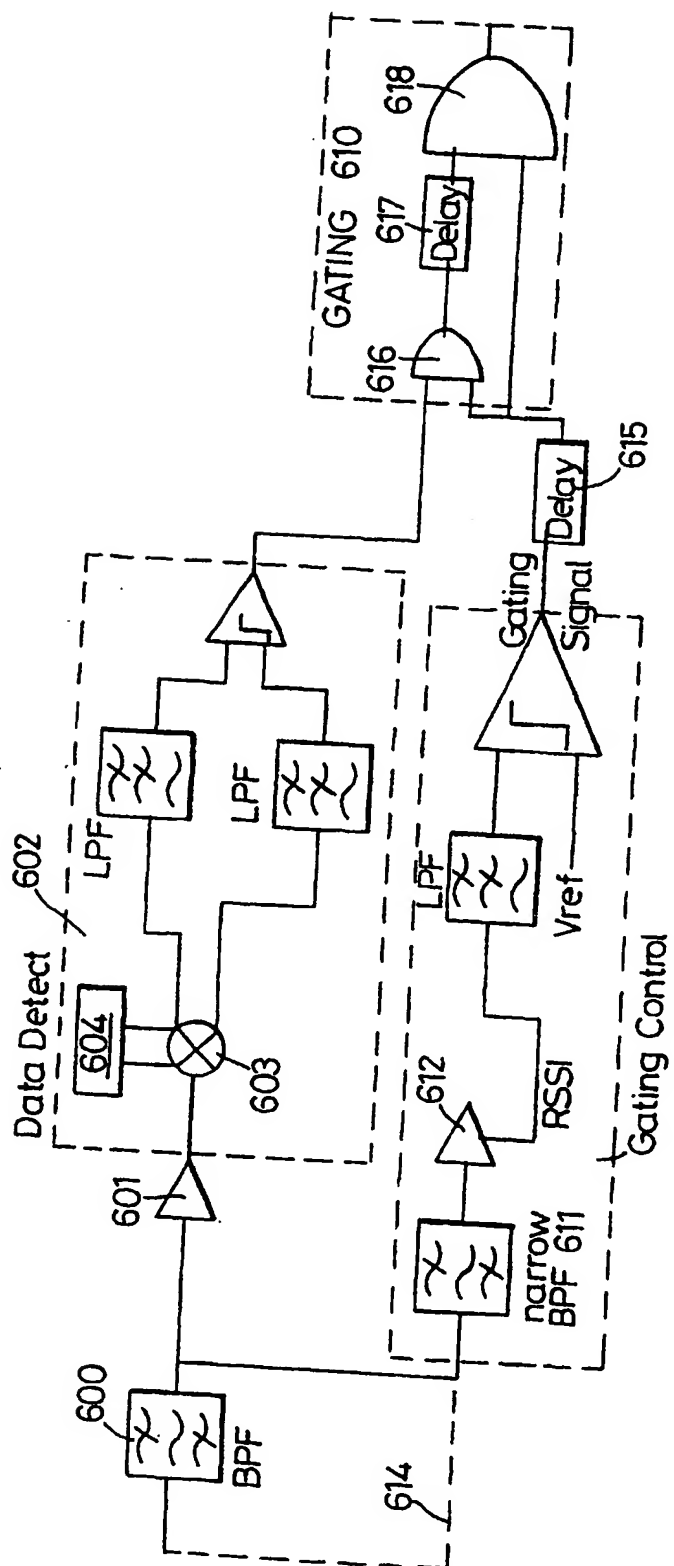 600
BPF
614
601
Data Detect
604
603
602
LPF
LPF
narrow
BPF 611
612
RSSI
LPF
Vref
Gating Control
Gating
Signal
Delay
615
GATING 610
616
617
Delay
618